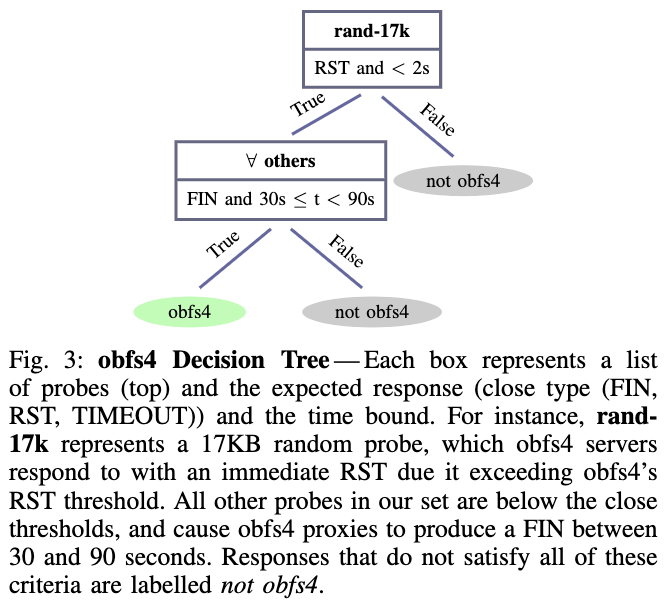 rand-17k
RST and < 2s
True
False
∀ others
not obfs4
FIN and 30s ≤ t < 90s
True
False
obfs4
not obfs4
Fig. 3: obfs4 Decision Tree — Each box represents a list
of probes (top) and the expected response (close type (FIN,
RST, TIMEOUT)) and the time bound. For instance, rand-
17k represents a 17KB random probe, which obfs4 servers
respond to with an immediate RST due it exceeding obfs4's
RST threshold. All other probes in our set are below the close
thresholds, and cause obfs4 proxies to produce a FIN between
30 and 90 seconds. Responses that do not satisfy all of these
criteria are labelled not obfs4.